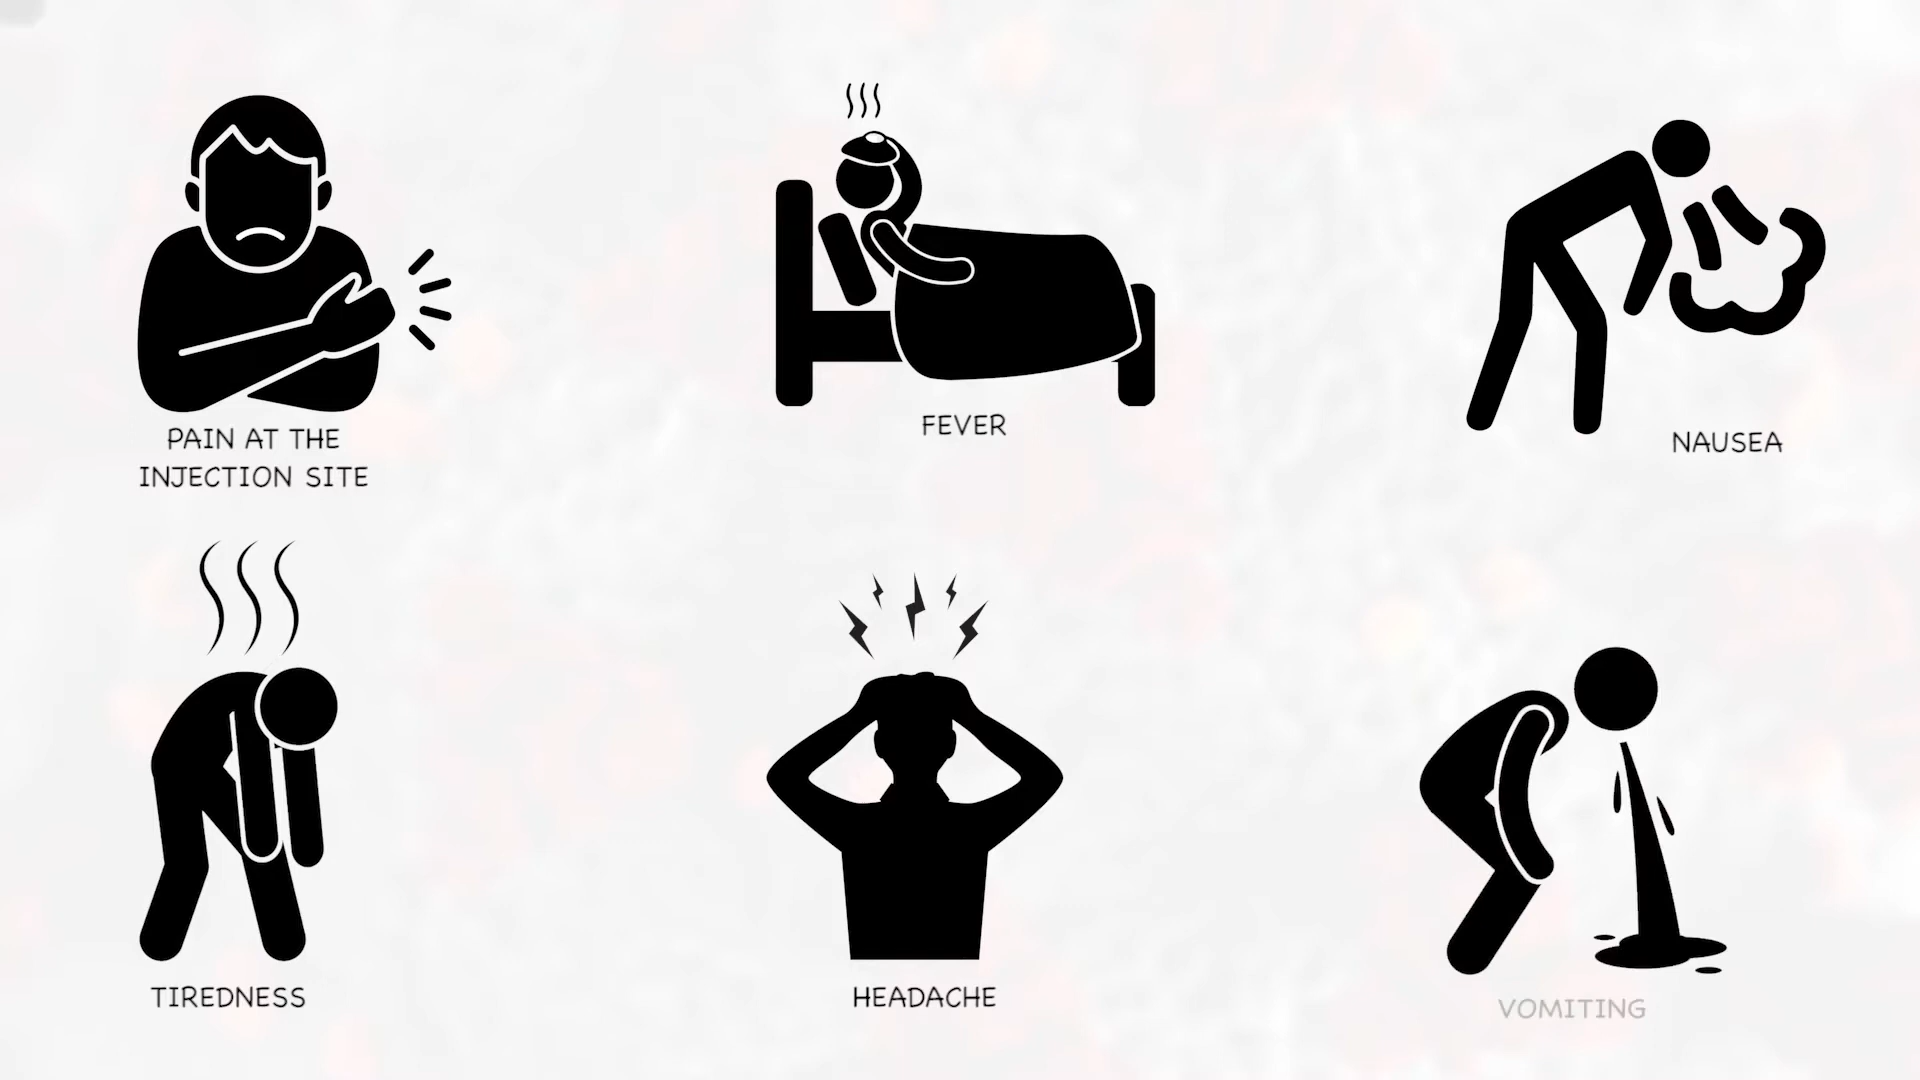 PAIN AT THE
INJECTION SITE
FEVER
NAUSEA
TIREDNESS
HEADACHE
VOMITING